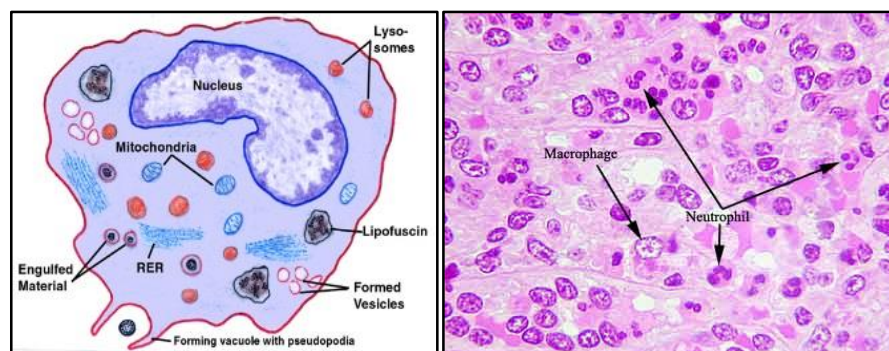 Lyso-
somes
Nucleus
Mitochondria
Lipofuscin
Engulfed
Material
RER
Formed
Vesicles
Forming vacuole with pseudopodia
Macrophage
Neutrophil